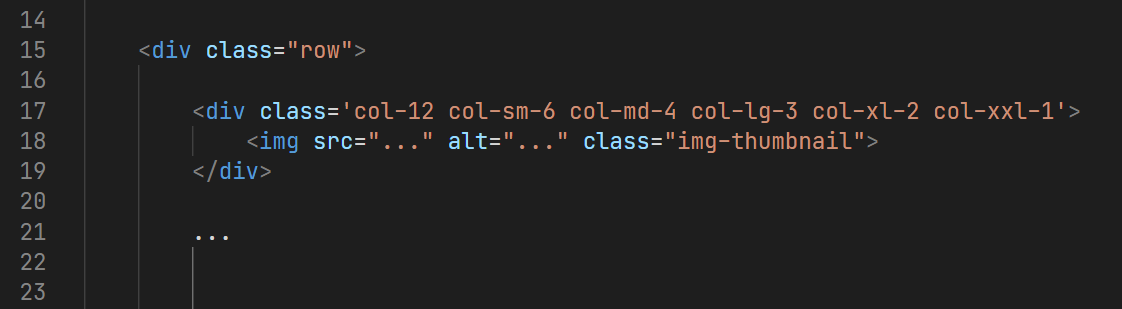 14
15 <div class="row">
16
17 <div class='col-12 col-sm-6 col-md-4 col-lg-3 col-xl-2 col-xxl-1'>
18 <img src="..." alt="..." class="img-thumbnail">
19 </div>
20
21 ...
22
23